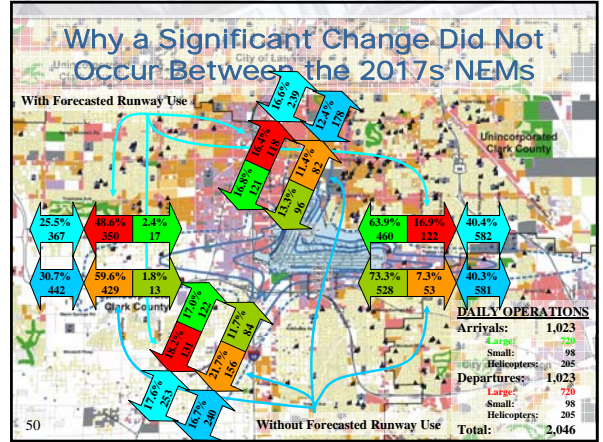 Why a Significant Change Did Not
Occur Between the 2017s NEMs
City of Las
With Forecasted Runway Use
Unincorporated
Clark County
16.6%
239
12.4%
178
16.4%
118
11.4%
82
16.8%
121
13.3%
96
25.5%
367
48.6%
350
2.4%
17
63.9%
460
16.9%
122
40.4%
582
30.7%
442
59.6%
429
1.8%
13
73.3%
528
7.3%
53
40.3%
581
Clark County
17.0%
122
11.7%
84
18.2%
131
21.7%
156
17.6%
253
16.7%
240
DAILY OPERATIONS
Arrivals: 1,023
Large: 720
Small: 98
Helicopters: 205
Departures: 1,023
Large: 720
Small: 98
Helicopters: 205
Total: 2,046
Without Forecasted Runway Use
50